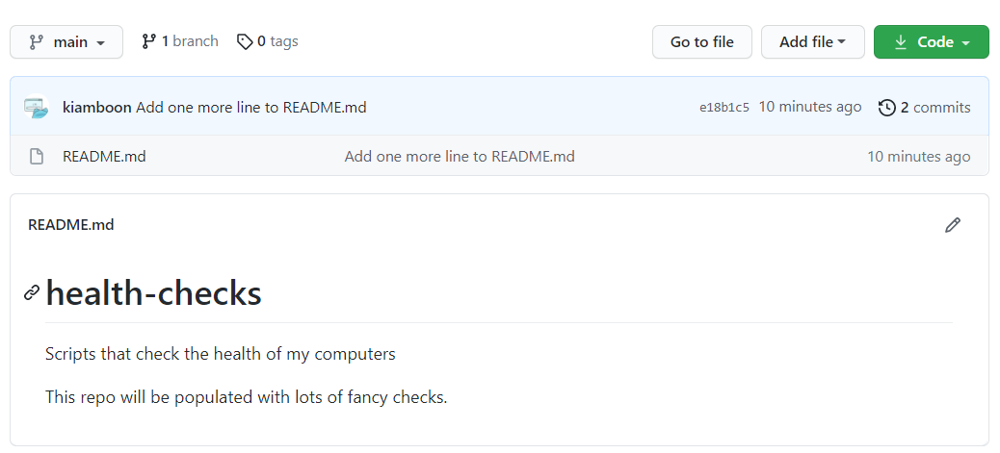 main 1 branch 0 tags Go to file Add file Code
kiamboon Add one more line to README.md e18b1c5 10 minutes ago 2 commits
README.md Add one more line to README.md 10 minutes ago
README.md
health-checks
Scripts that check the health of my computers
This repo will be populated with lots of fancy checks.